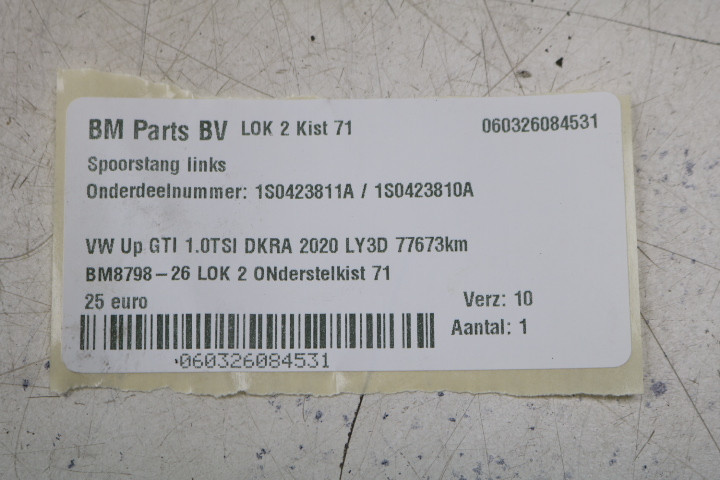 BM Parts BV LOK 2 Kist 71 060326084531
Spoorstang links
Onderdeelnummer: 1S0423811A / 1S0423810A
VW Up GTI 1.0TSI DKRA 2020 LY3D 77673km
BM8798-26 LOK 2 ONderstelkist 71
25 euro Verz: 10
Aantal: 1
060326084531